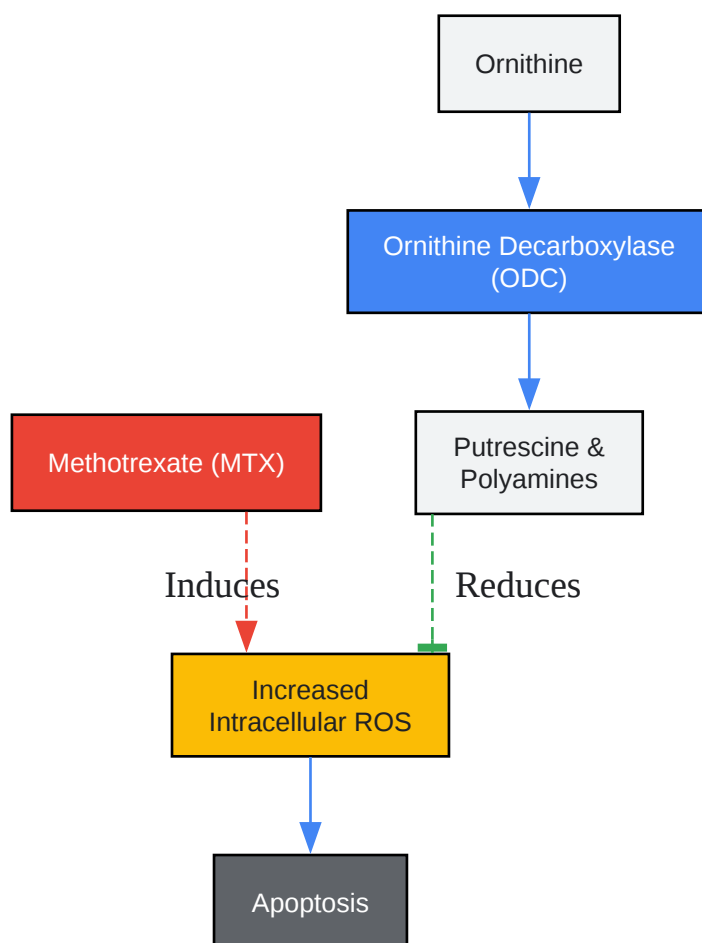 Ornithine
Ornithine Decarboxylase
(ODC)
Methotrexate (MTX)
Putrescine &
Polyamines
Induces
Reduces
Increased
Intracellular ROS
Apoptosis